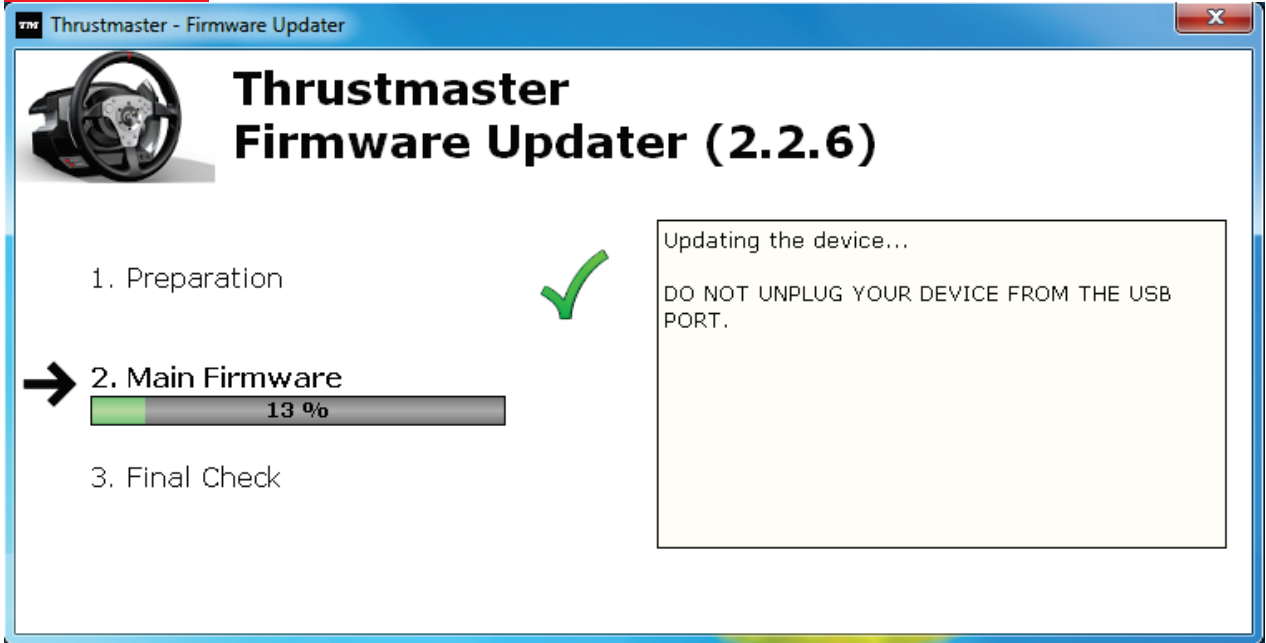 Thrustmaster - Firmware Updater
Thrustmaster
Firmware Updater (2.2.6)
1. Preparation
2. Main Firmware
13 %
3. Final Check
Updating the device...
DO NOT UNPLUG YOUR DEVICE FROM THE USB
PORT.